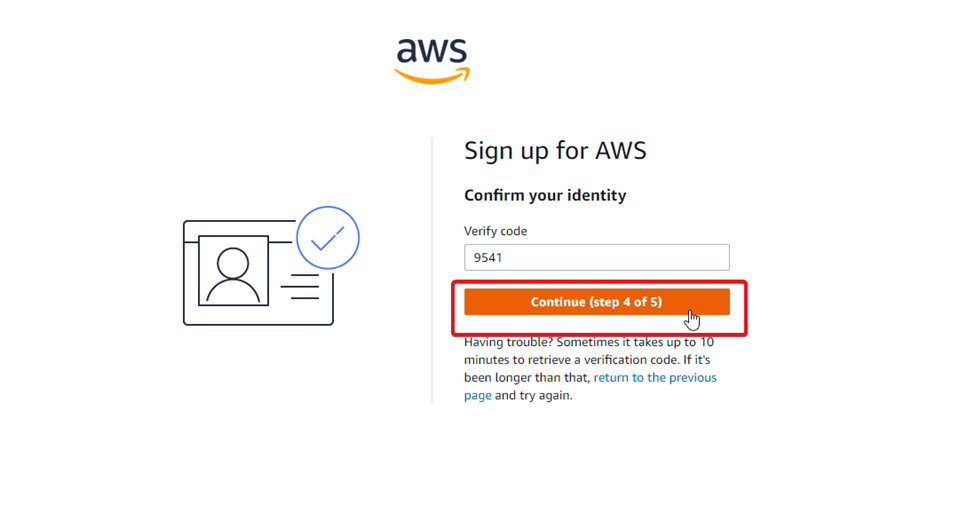 aws
Sign up for AWS
Confirm your identity
Verify code
9541
Continue (step 4 of 5)
Having trouble? Sometimes it takes up to 10
minutes to retrieve a verification code. If it's
been longer than that, return to the previous
page and try again.